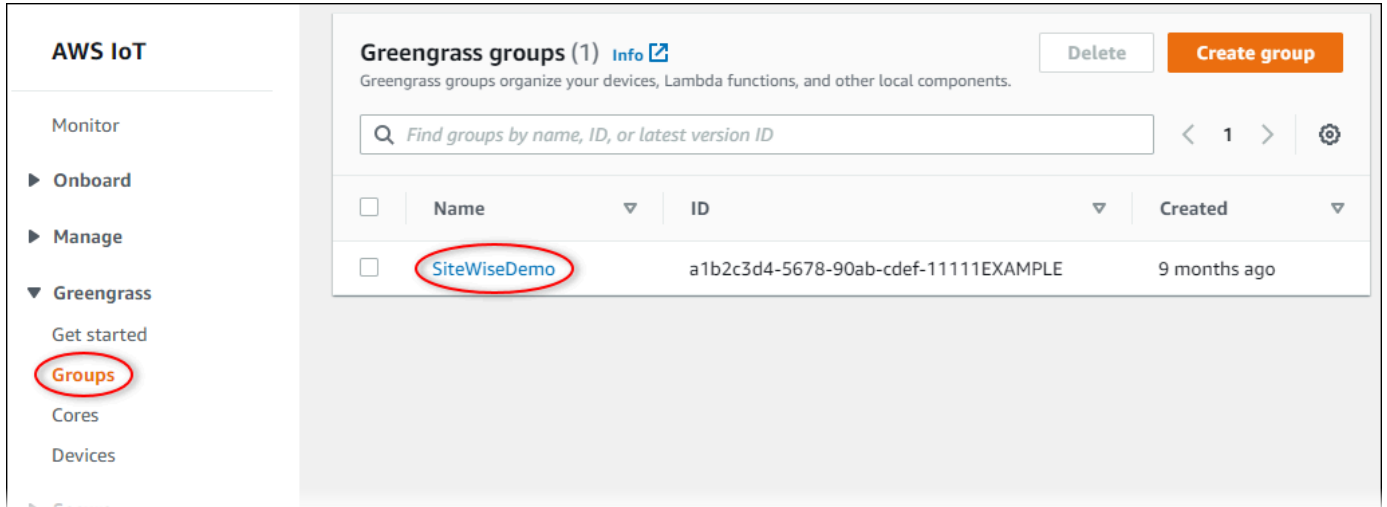 AWS IoT
Monitor
Onboard
Manage
Greengrass
Get started
Groups
Cores
Devices
Greengrass groups (1) Info
Delete
Create group
Greengrass groups organize your devices, Lambda functions, and other local components.
Find groups by name, ID, or latest version ID
1
Name ID Created
SiteWiseDemo a1b2c3d4-5678-90ab-cdef-11111EXAMPLE 9 months ago